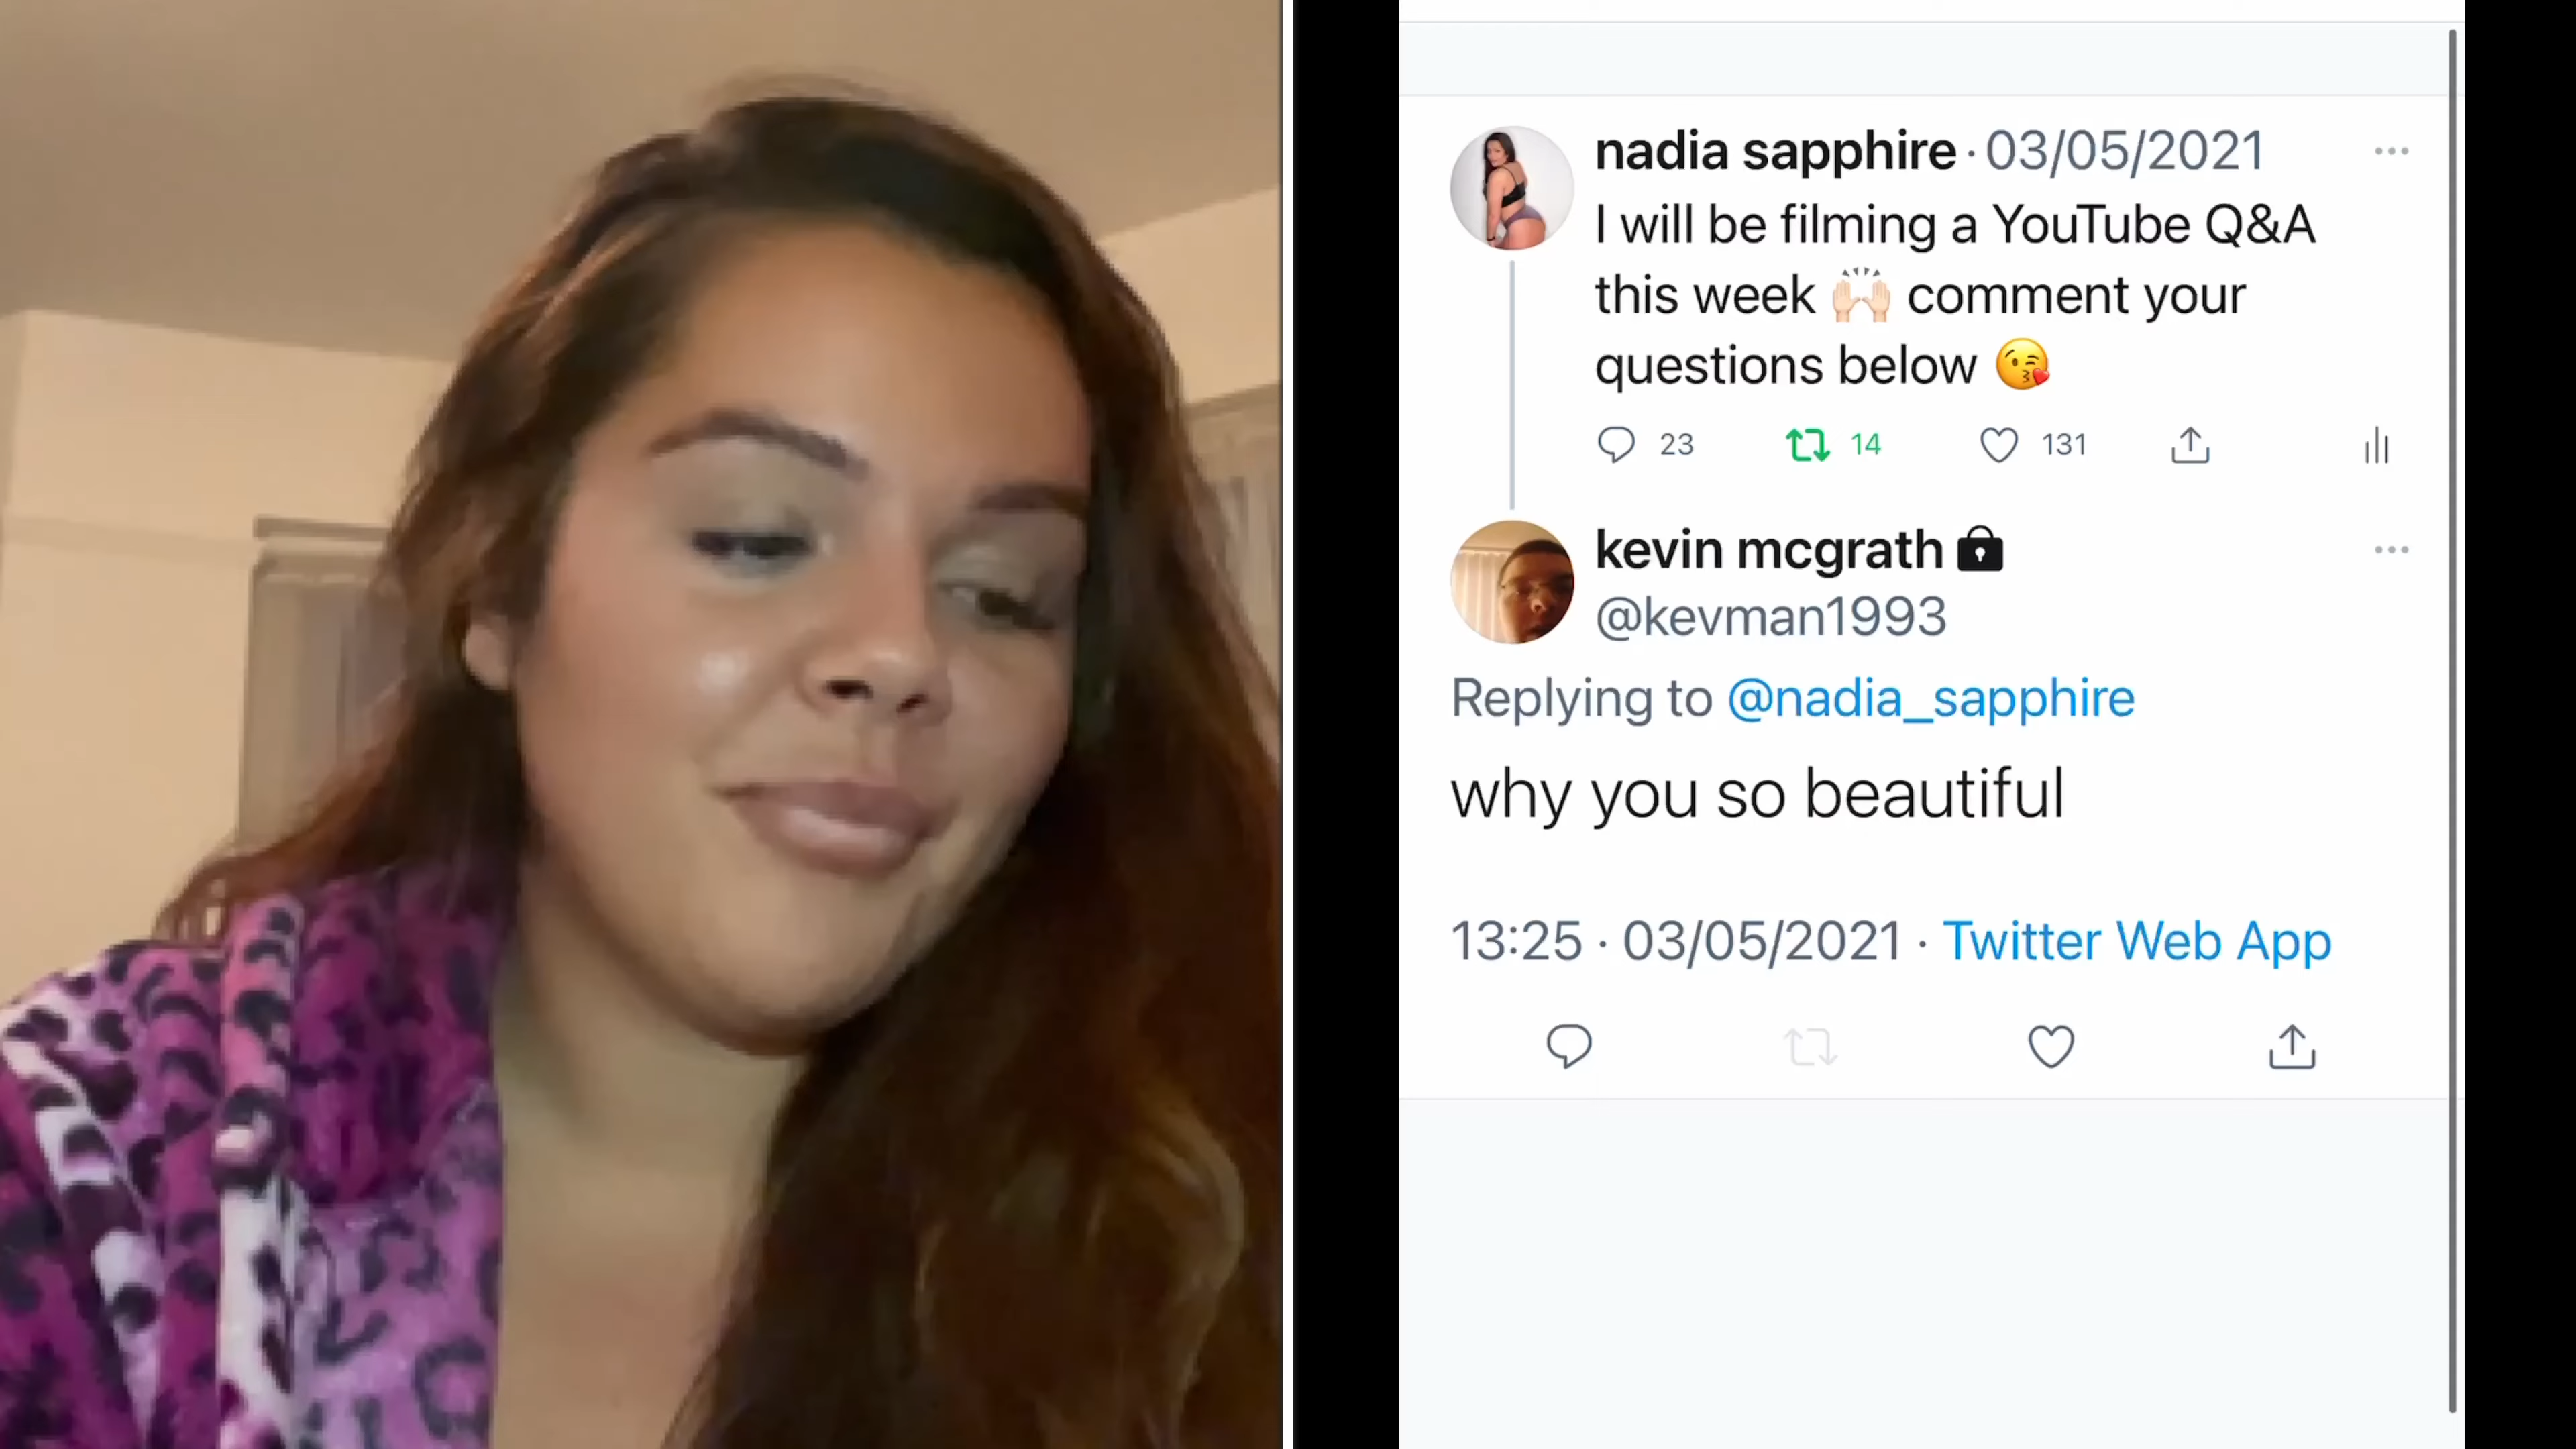 nadia sapphire · 03/05/2021
I will be filming a YouTube Q&A
this week 🙌🏻 comment your
questions below 😘
23 14 131
kevin mcgrath 🔒
@kevman1993
Replying to @nadia_sapphire
why you so beautiful
13:25 · 03/05/2021 · Twitter Web App